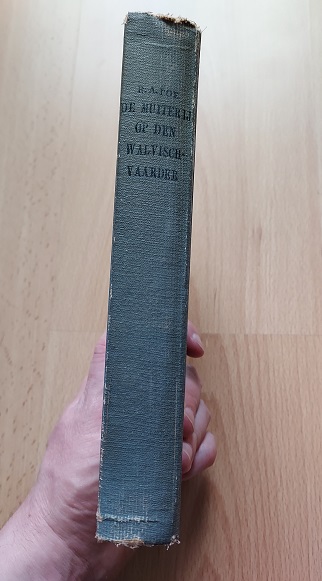 E. A. POE
DE MUITERIJ
OP DEN
WALVISCH-
VAARDER